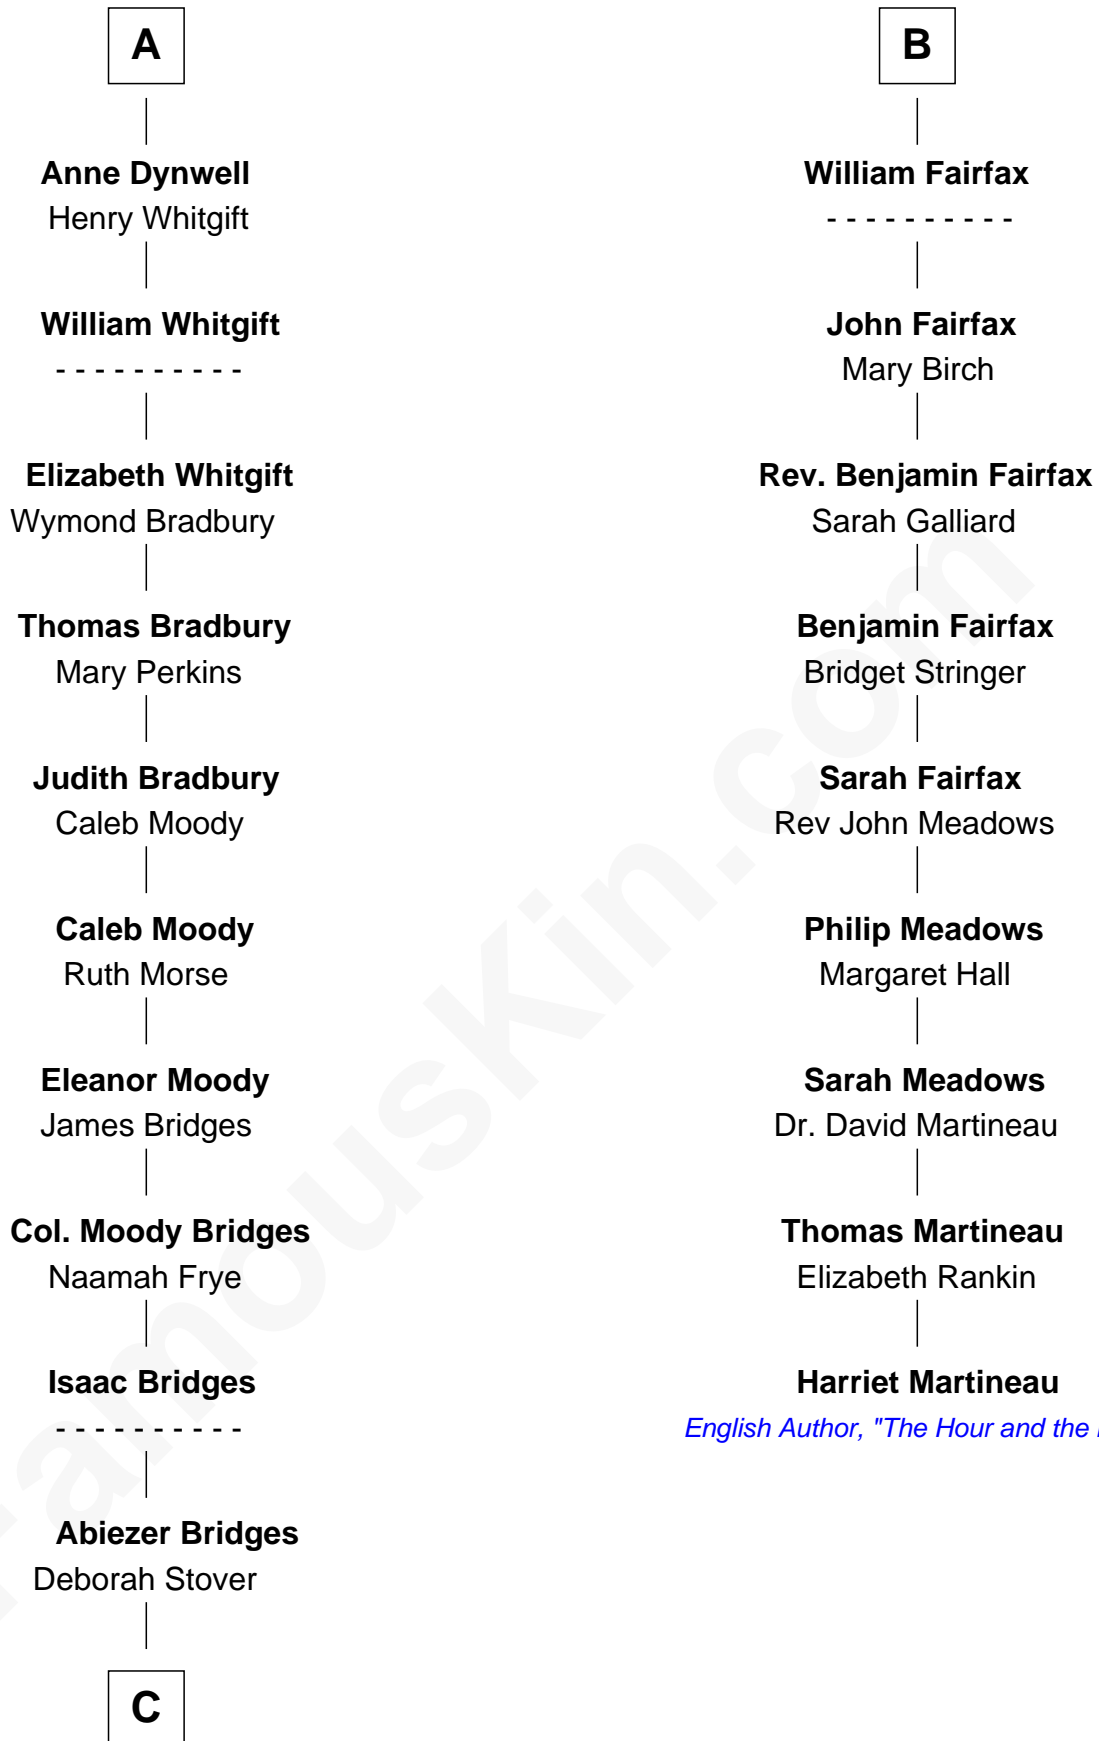 A
Anne Dynwell
Henry Whitgift
William Whitgift
- - - - - - - - - -
Elizabeth Whitgift
Wymond Bradbury
Thomas Bradbury
Mary Perkins
Judith Bradbury
Caleb Moody
Caleb Moody
Ruth Morse
Eleanor Moody
James Bridges
Col. Moody Bridges
Naamah Frye
Isaac Bridges
- - - - - - - - - -
Abiezer Bridges
Deborah Stover
C
B
William Fairfax
- - - - - - - - - -
John Fairfax
Mary Birch
Rev. Benjamin Fairfax
Sarah Galliard
Benjamin Fairfax
Bridget Stringer
Sarah Fairfax
Rev John Meadows
Philip Meadows
Margaret Hall
Sarah Meadows
Dr. David Martineau
Thomas Martineau
Elizabeth Rankin
Harriet Martineau
English Author, "The Hour and the
FamousKin.com